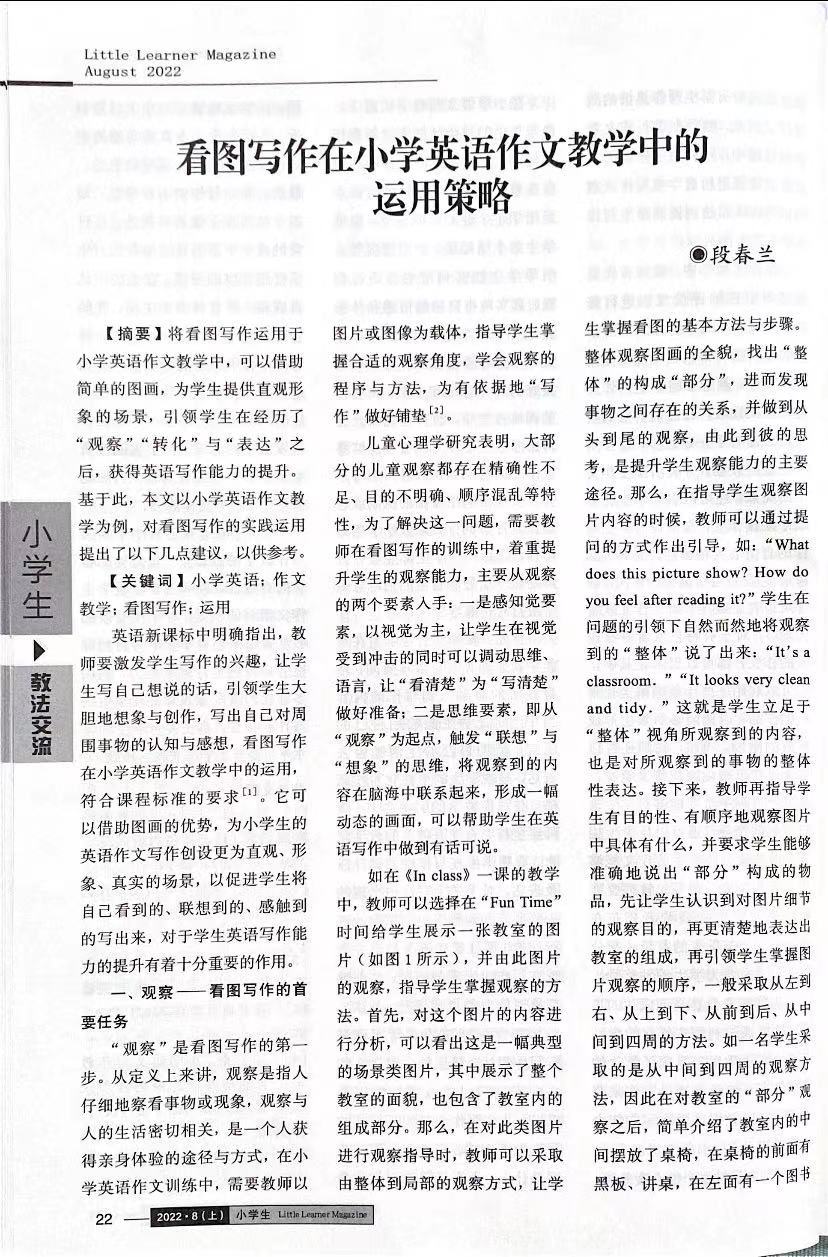 Little Learner Magazine
August 2022
看图写作在小学英语作文教学中的
运用策略
◉段春兰
【摘要】将看图写作运用于
小学英语作文教学中，可以借助
简单的图画，为学生提供直观形
象的场景，引领学生在经历了
“观察”“转化”与“表达”之
后，获得英语写作能力的提升。
基于此，本文以小学英语作文教
学为例，对看图写作的实践运用
提出了以下几点建议，以供参考。
【关键词】小学英语；作文
教学；看图写作；运用
英语新课标中明确指出，教
师要激发学生写作的兴趣，让学
生写自己想说的话，引领学生大
胆地想象与创作，写出自己对周
围事物的认知与感想，看图写作
在小学英语作文教学中的运用，
符合课程标准的要求[1]。它可
以借助图画的优势，为小学生的
英语作文写作创设更为直观、形
象、真实的场景，以促进学生将
自己看到的、联想到的、感触到
的写出来，对于学生英语写作能
力的提升有着十分重要的作用。
一、观察——看图写作的首
要任务
“观察”是看图写作的第一
步。从定义上来讲，观察是指人
仔细地察看事物或现象，观察与
人的生活密切相关，是一个人获
得亲身体验的途径与方式，在小
学英语作文训练中，需要教师以
图片或图像为载体，指导学生掌
握合适的观察角度，学会观察的
程序与方法，为有依据地“写
作”做好铺垫[2]。
儿童心理学研究表明，大部
分的儿童观察都存在精确性不
足、目的不明确、顺序混乱等特
性，为了解决这一问题，需要教
师在看图写作的训练中，着重提
升学生的观察能力，主要从观察
的两个要素入手：一是感知觉要
素，以视觉为主，让学生在视觉
受到冲击的同时可以调动思维、
语言，让“看清楚”为“写清楚”
做好准备；二是思维要素，即从
“观察”为起点，触发“联想”与
“想象”的思维，将观察到的内
容在脑海中联系起来，形成一幅
动态的画面，可以帮助学生在英
语写作中做到有话可说。
如在《In class》一课的教学
中，教师可以选择在“Fun Time”
时间给学生展示一张教室的图
片（如图1所示），并由此图片
的观察，指导学生掌握观察的方
法。首先，对这个图片的内容进
行分析，可以看出这是一幅典型
的场景类图片，其中展示了整个
教室的面貌，也包含了教室内的
组成部分。那么，在对此类图片
进行观察指导时，教师可以采取
由整体到局部的观察方式，让学
生掌握看图的基本方法与步骤。
整体观察图画的全貌，找出“整
体”的构成“部分”，进而发现
事物之间存在的关系，并做到从
头到尾的观察，由此到彼的思
考，是提升学生观察能力的主要
途径。那么，在指导学生观察图
片内容的时候，教师可以通过提
问的方式作出引导，如：“What
does this picture show? How do
you feel after reading it?”学生在
问题的引领下自然而然地将观察
到的“整体”说了出来：“It's a
classroom．”“It looks very clean
and tidy．”这就是学生立足于
“整体”视角所观察到的内容，
也是对所观察到的事物的整体
性表达。接下来，教师再指导学
生有目的性、有顺序地观察图片
中具体有什么，并要求学生能够
准确地说出“部分”构成的物
品，先让学生认识到对图片细节
的观察目的，再更清楚地表达出
教室的组成，再引领学生掌握图
片观察的顺序，一般采取从左到
右、从上到下、从前到后、从中
间到四周的方法。如一名学生采
取的是从中间到四周的观察方
法，因此在对教室的“部分”观
察之后，简单介绍了教室内的中
间摆放了桌椅，在桌椅的前面有
黑板、讲桌，在左面有一个图书
小学生
教法交流
22
2022·8（上） 小学生 Little Learner Magazine